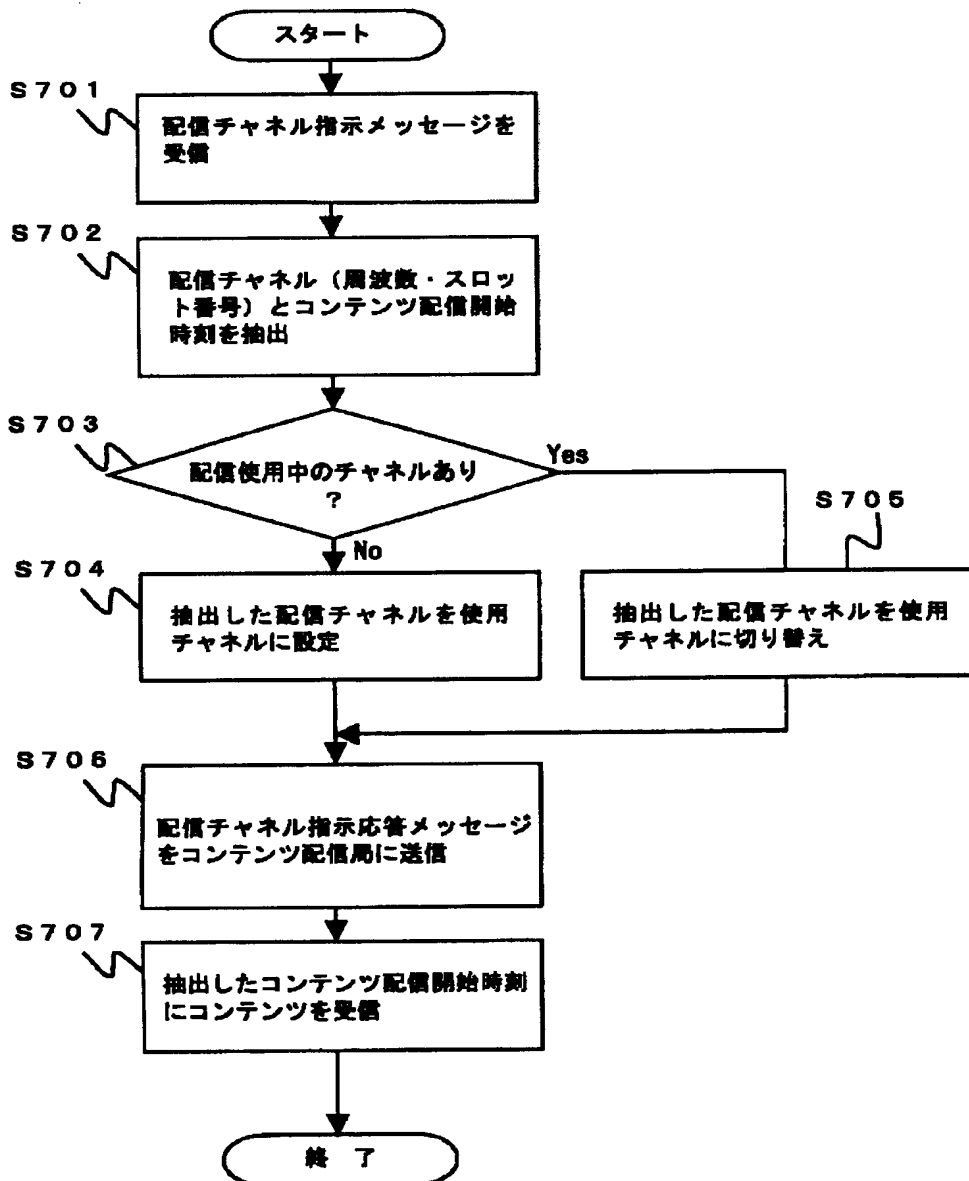 スタート
S701
配信チャネル指示メッセージを
受信
S702
配信チャネル（周波数・スロッ
ト番号）とコンテンツ配信開始
時刻を抽出
S703
配信使用中のチャネルあり
？
Yes
No
S704
抽出した配信チャネルを使用
チャネルに設定
S705
抽出した配信チャネルを使用
チャネルに切り替え
S706
配信チャネル指示応答メッセージ
をコンテンツ配信局に送信
S707
抽出したコンテンツ配信開始時刻
にコンテンツを受信
終 了